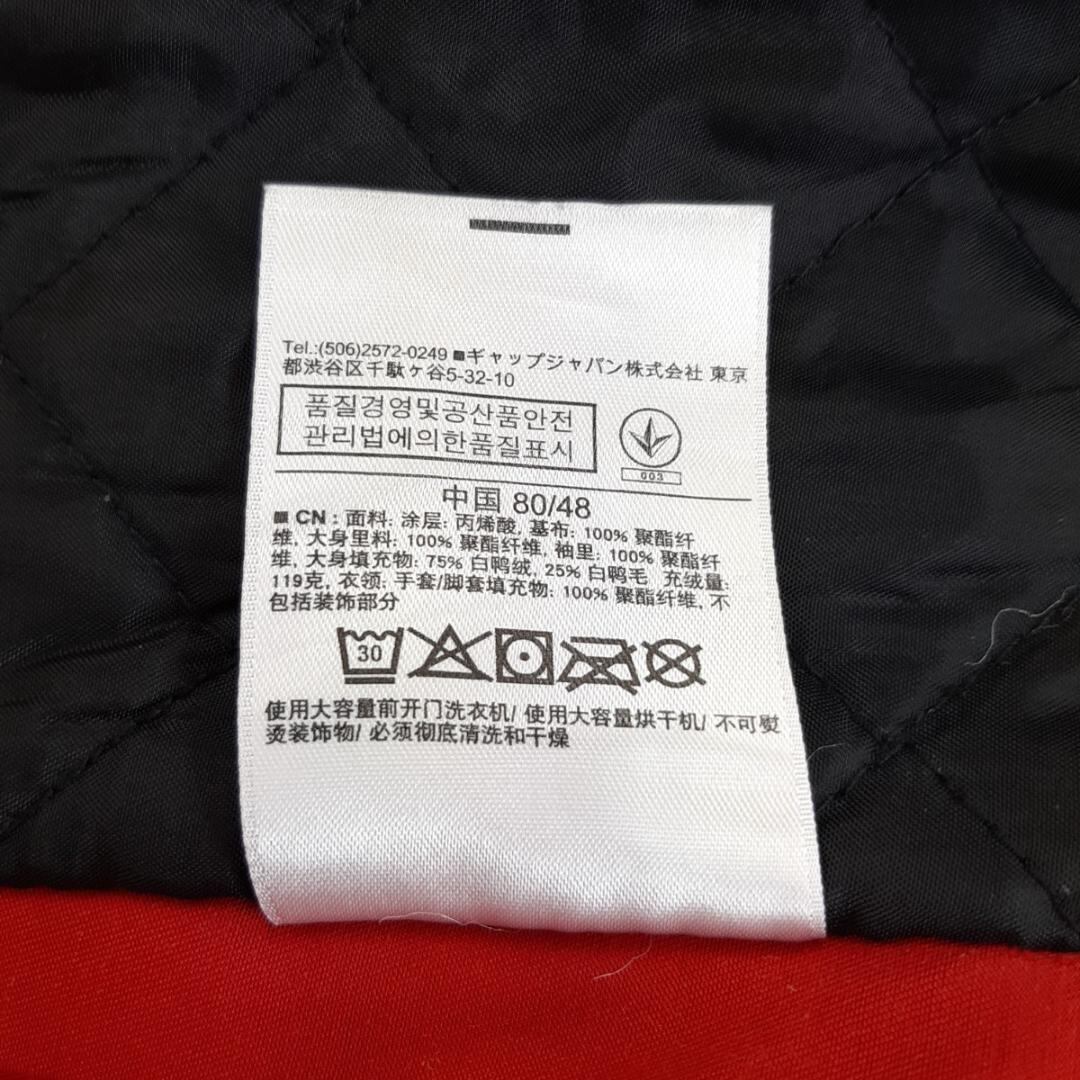 Tel.:(506)2572-0249 ■ギャップジャパン株式会社 東京
都渋谷区千駄ヶ谷5-32-10
품질경영및공산품안전
관리법에의한품질표시
003
中国 80/48
■ CN : 面料: 涂层: 丙烯酸, 基布: 100% 聚酯纤
维, 大身里料: 100% 聚酯纤维, 袖里: 100% 聚酯纤
维, 大身填充物: 75% 白鸭绒, 25% 白鸭毛 充绒量:
119克, 衣领; 手套/脚套填充物: 100% 聚酯纤维, 不
包括装饰部分
30
使用大容量前开门洗衣机/ 使用大容量烘干机/ 不可熨
烫装饰物/ 必须彻底清洗和干燥